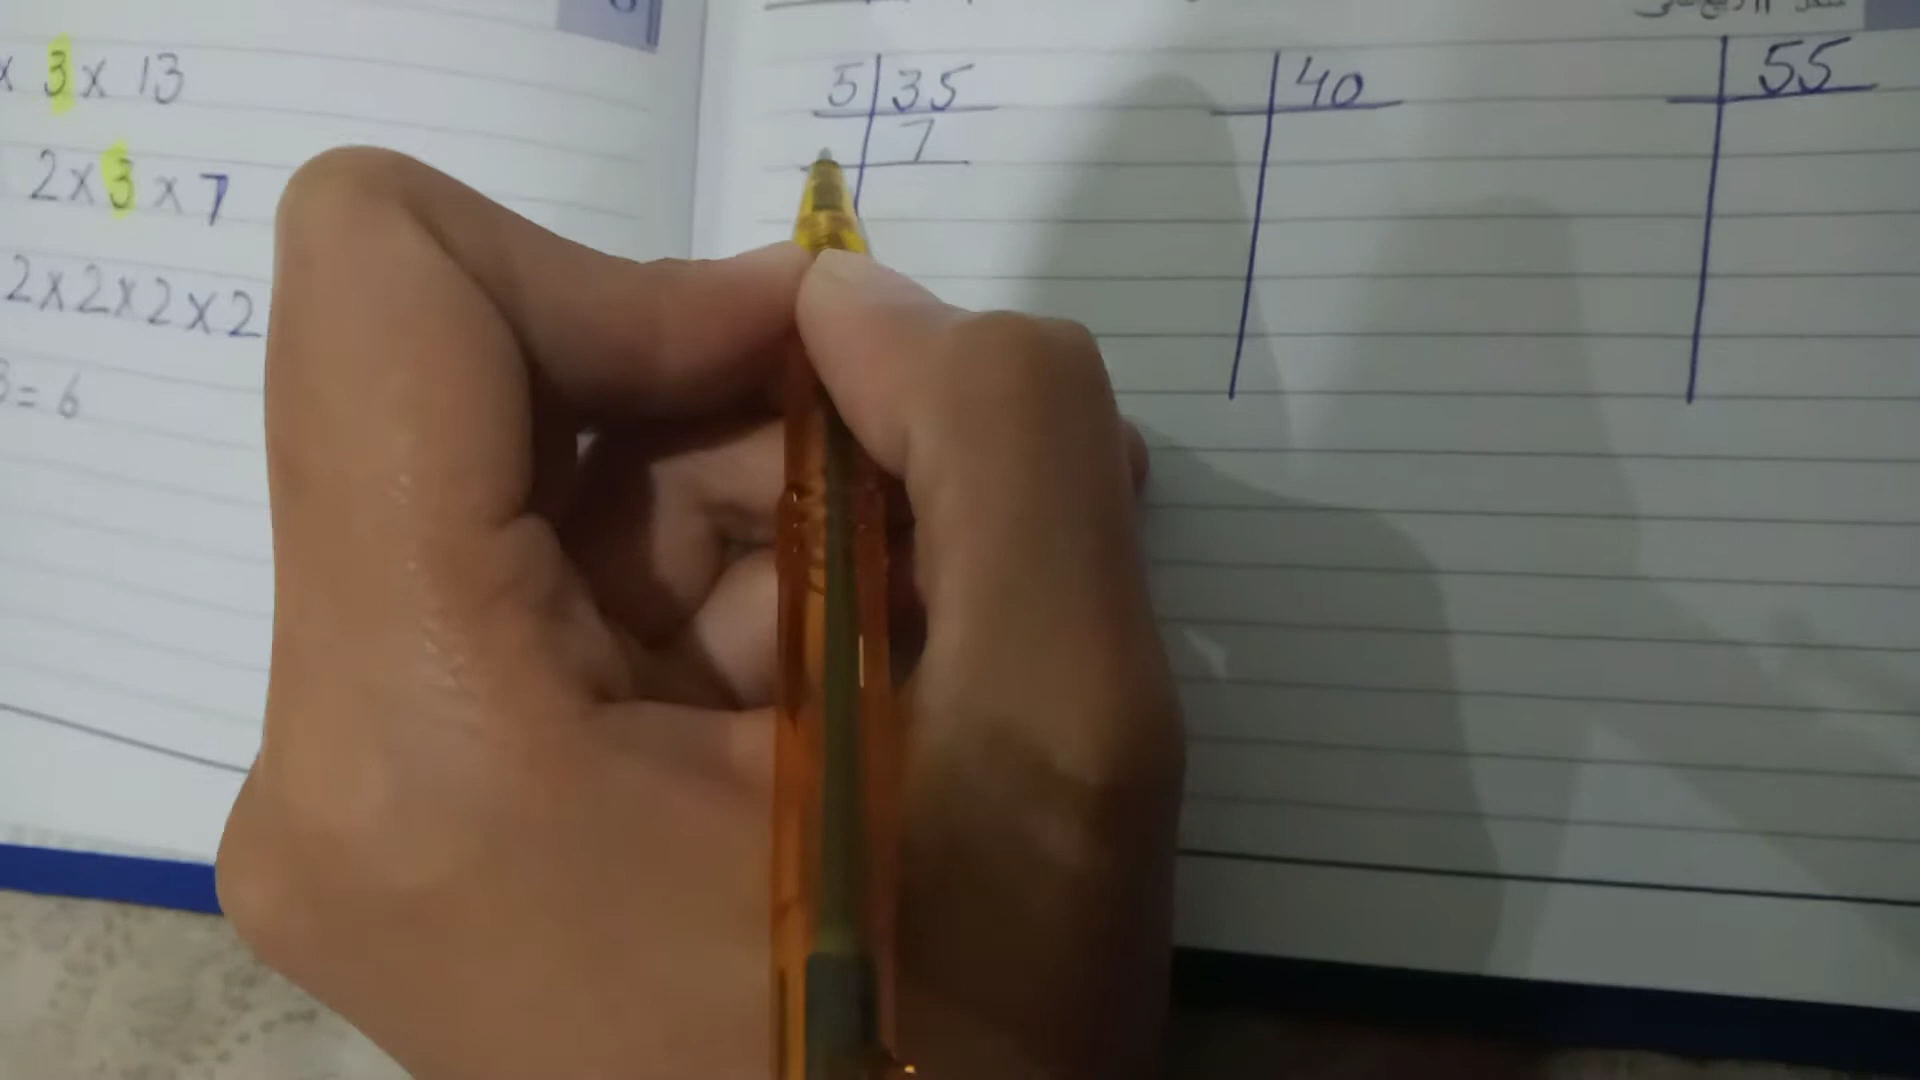 x 3 x 13
2 x 3 x 7
2 x 2 x 2 x 2
3 = 6
5 | 35
7
40
55